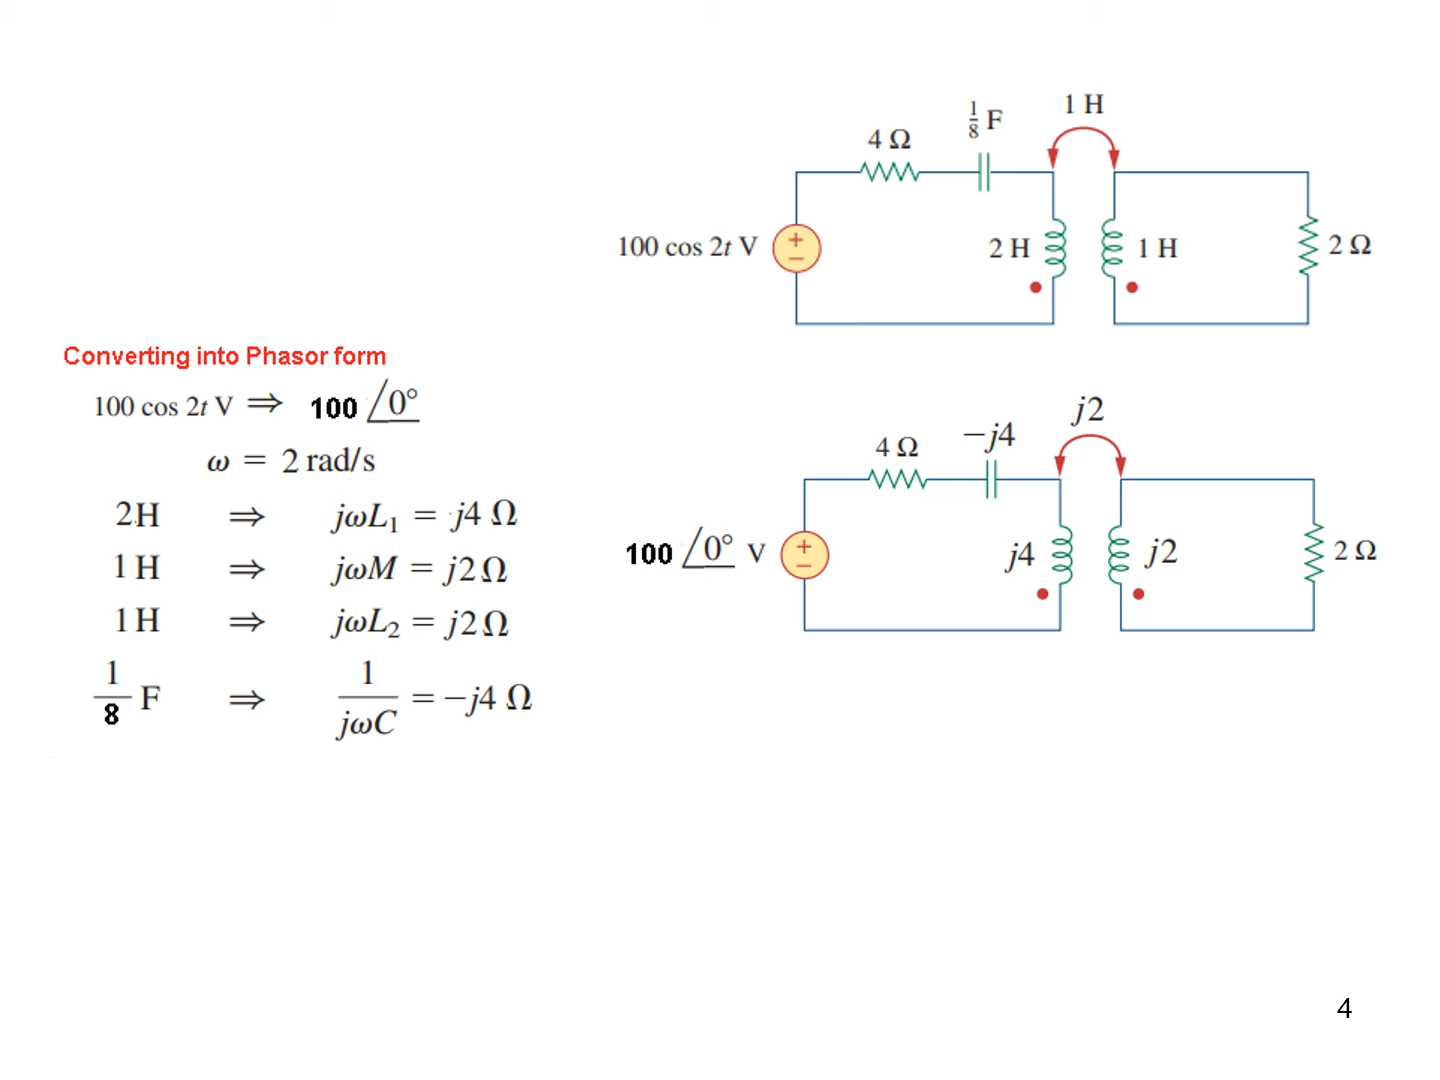 1 H
1/8 F
4 Ω
100 cos 2t V
+
−
2 H
1 H
2 Ω
Converting into Phasor form
100 cos 2t V ⇒ 100 ∠0°
ω = 2 rad/s
2H ⇒ jωL₁ = j4 Ω
1 H ⇒ jωM = j2 Ω
1 H ⇒ jωL₂ = j2 Ω
1/8 F ⇒ 1/jωC = −j4 Ω
j2
−j4
4 Ω
100 ∠0° V
+
−
j4
j2
2 Ω
4